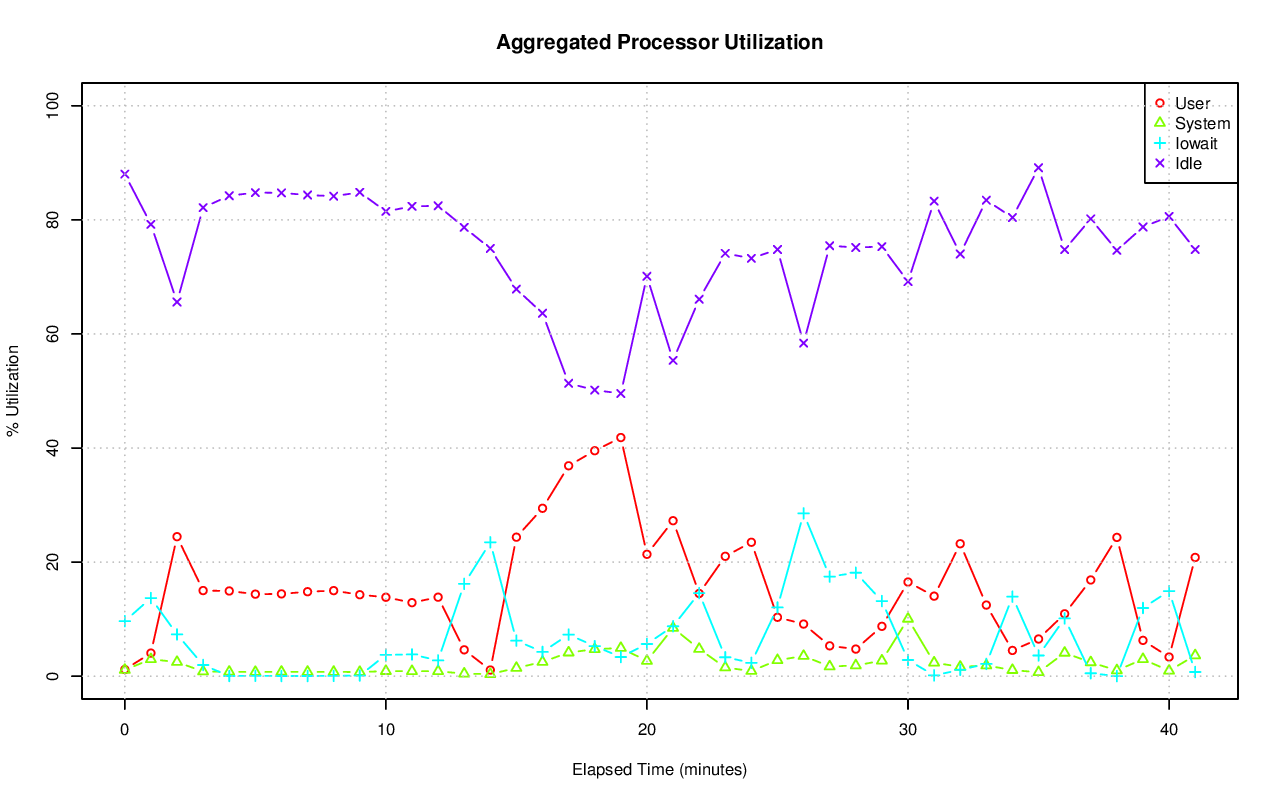 Aggregated Processor Utilization
User
System
Iowait
Idle
100
80
60
40
20
0
% Utilization
0 10 20 30 40
Elapsed Time (minutes)